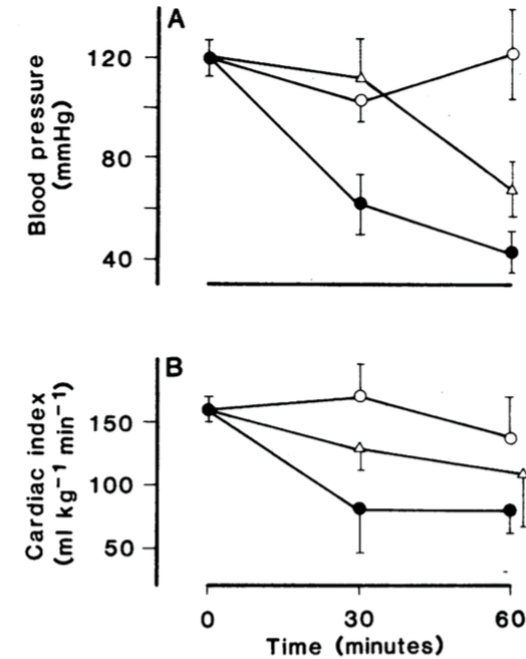 A
Blood pressure
(mmHg)
120
80
40
B
Cardiac index
(ml kg⁻¹ min⁻¹)
150
100
50
0 30 60
Time (minutes)